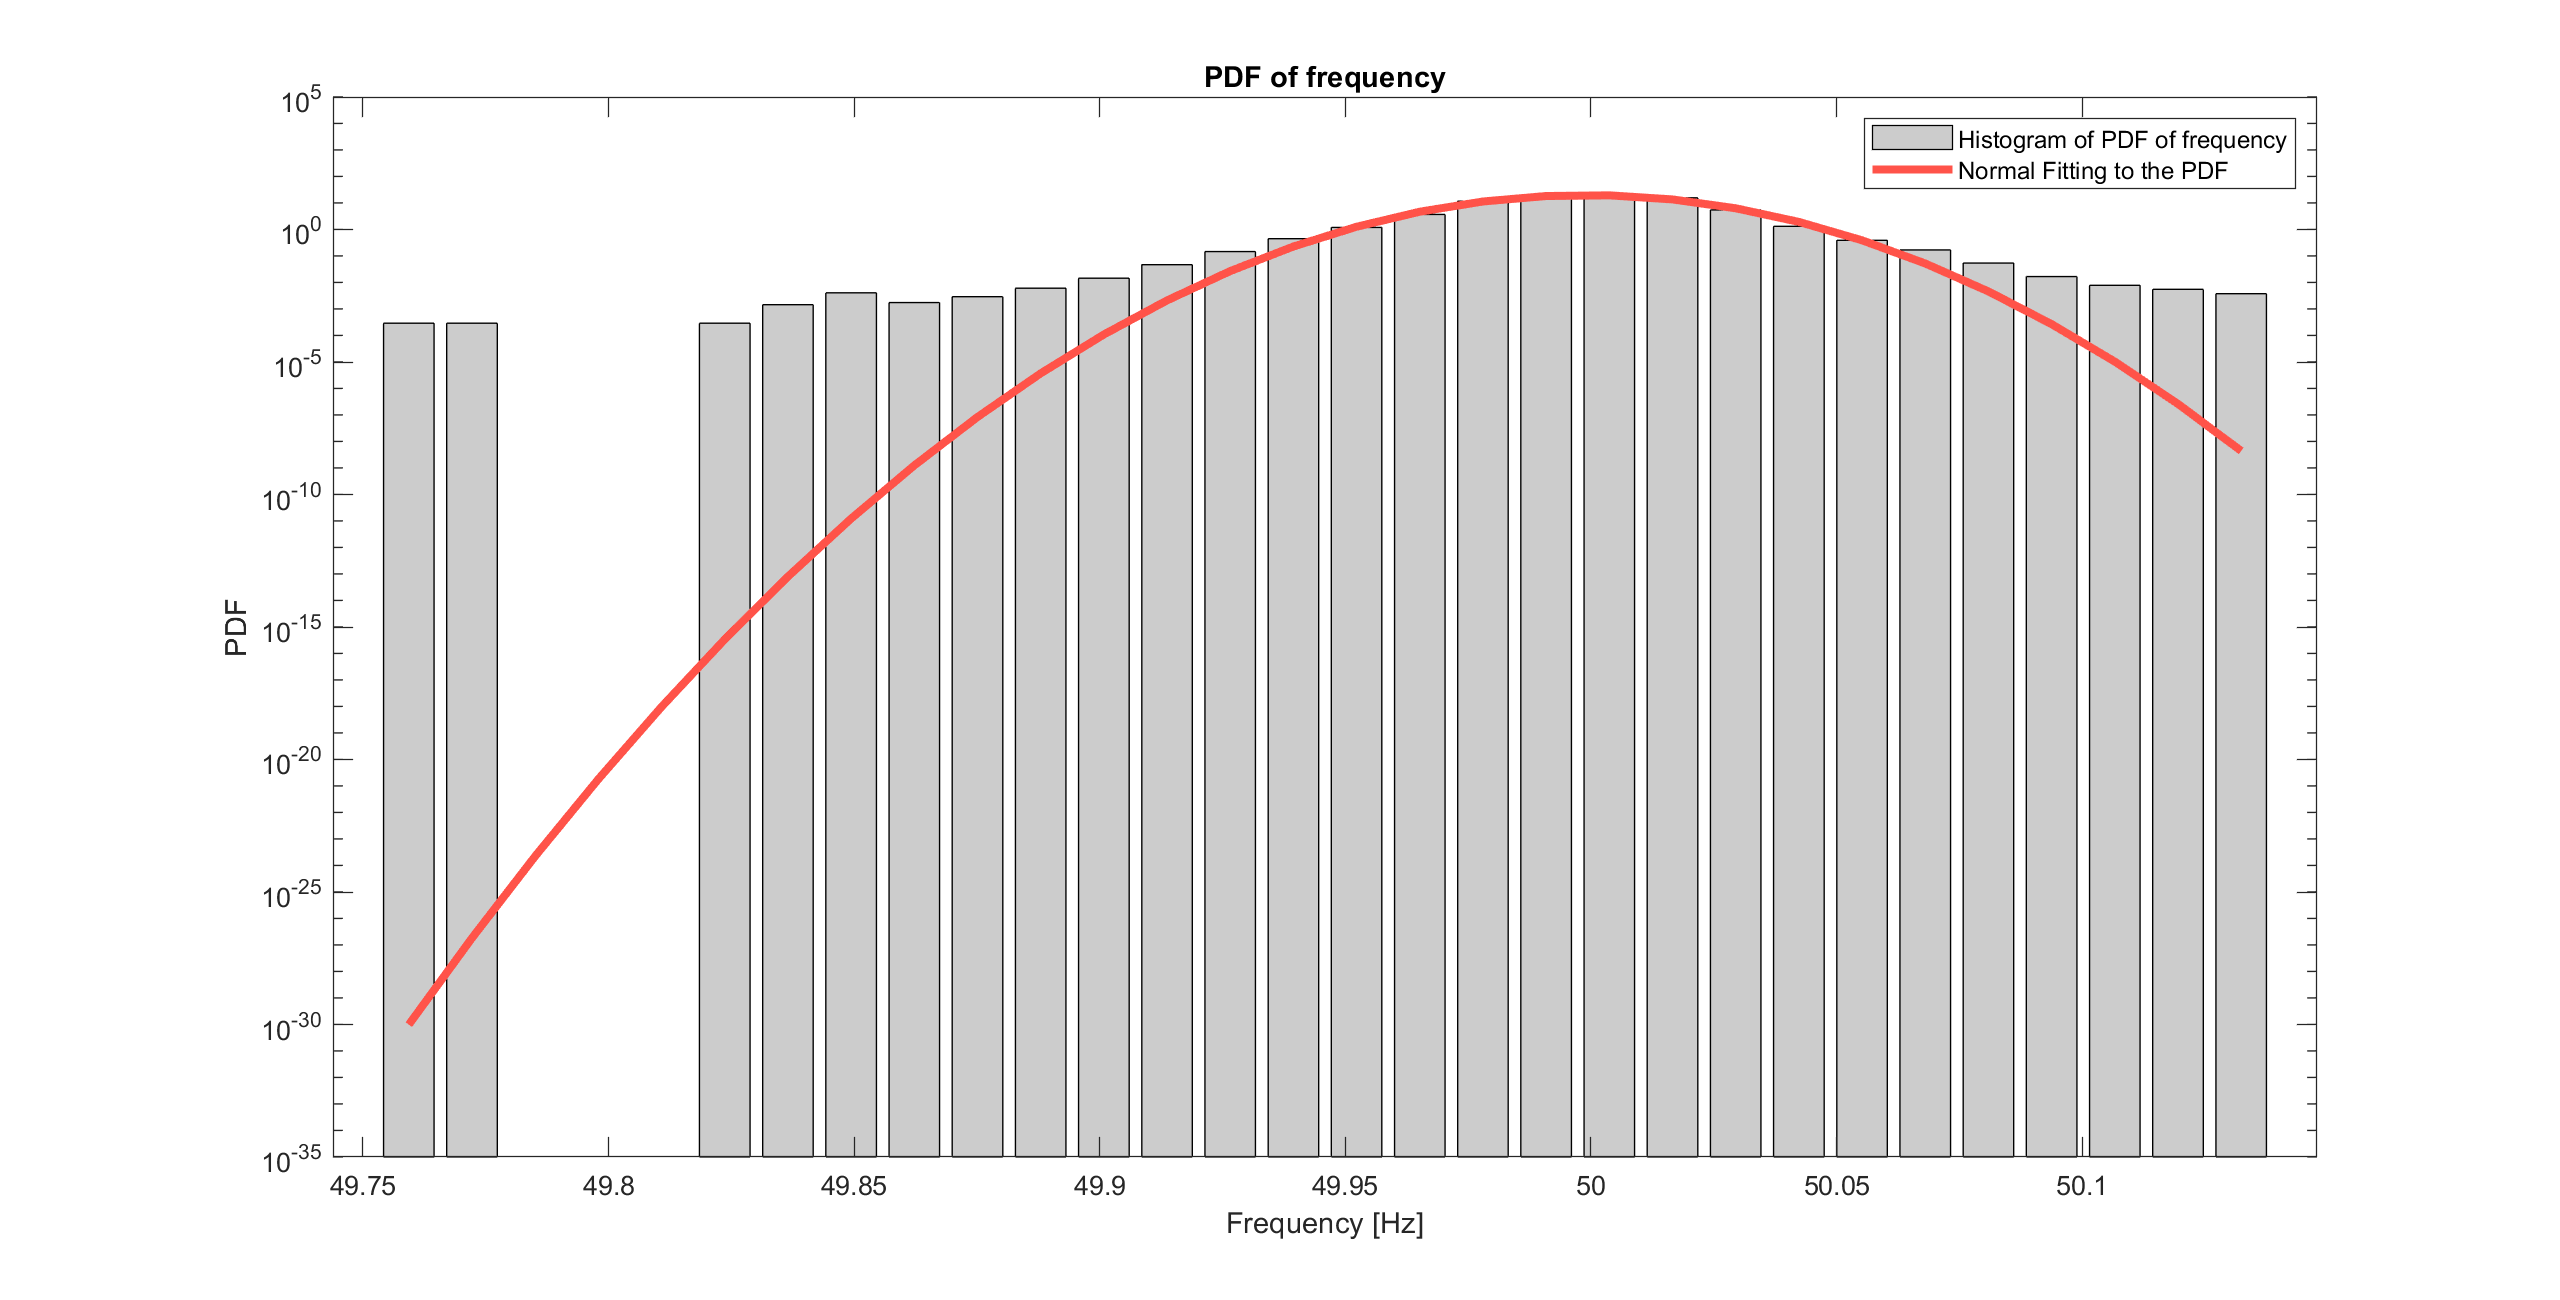 PDF of frequency
Histogram of PDF of frequency
Normal Fitting to the PDF
10^5
10^0
10^-5
10^-10
10^-15
10^-20
10^-25
10^-30
10^-35
PDF
49.75 49.8 49.85 49.9 49.95 50 50.05 50.1
Frequency [Hz]